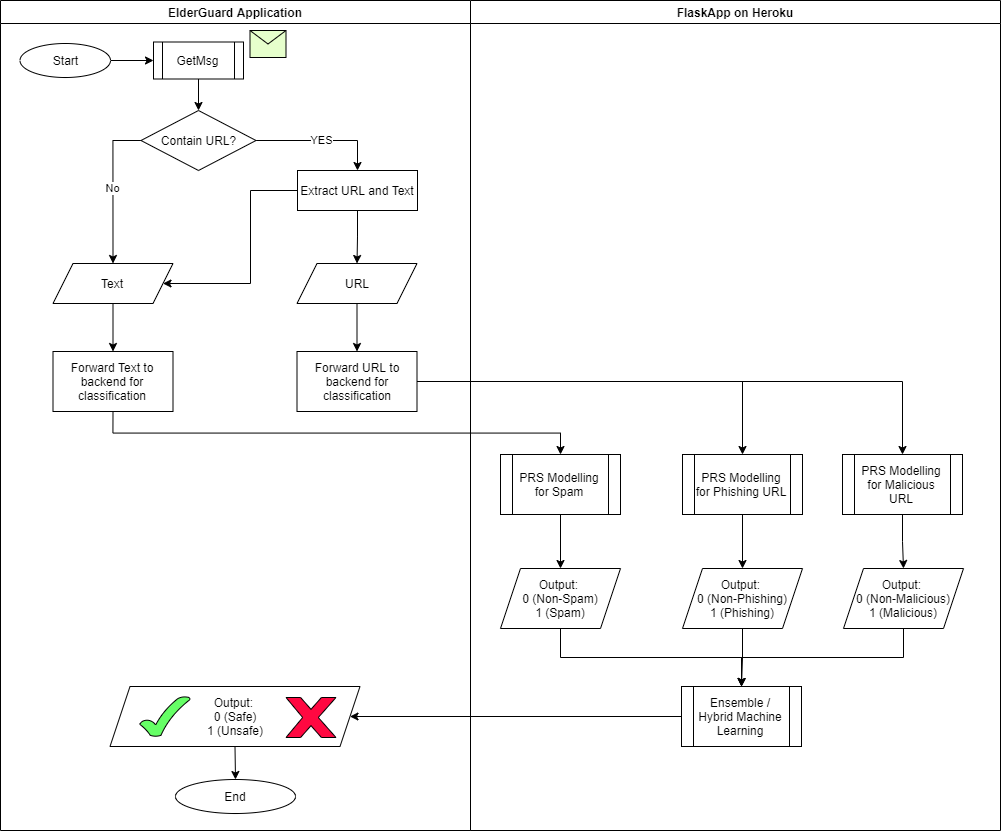 ElderGuard Application
FlaskApp on Heroku
Start
GetMsg
Contain URL?
YES
No
Extract URL and Text
Text
URL
Forward Text to
backend for
classification
Forward URL to
backend for
classification
PRS Modelling
for Spam
PRS Modelling
for Phishing URL
PRS Modelling
for Malicious
URL
Output:
0 (Non-Spam)
1 (Spam)
Output:
0 (Non-Phishing)
1 (Phishing)
Output:
0 (Non-Malicious)
1 (Malicious)
Output:
0 (Safe)
1 (Unsafe)
Ensemble /
Hybrid Machine
Learning
End